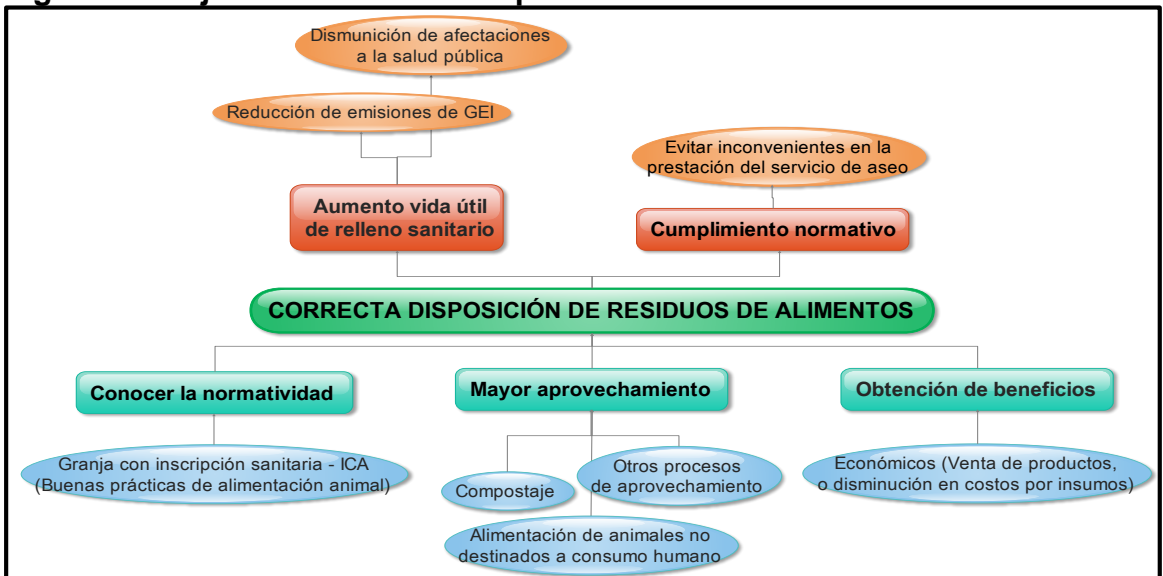 Dismunición de afectaciones
a la salud pública
Reducción de emisiones de GEI
Evitar inconvenientes en la
prestación del servicio de aseo
Aumento vida útil
de relleno sanitario
Cumplimiento normativo
CORRECTA DISPOSICIÓN DE RESIDUOS DE ALIMENTOS
Conocer la normatividad
Mayor aprovechamiento
Obtención de beneficios
Granja con inscripción sanitaria - ICA
(Buenas prácticas de alimentación animal)
Compostaje
Otros procesos
de aprovechamiento
Económicos (Venta de productos,
o disminución en costos por insumos)
Alimentación de animales no
destinados a consumo humano